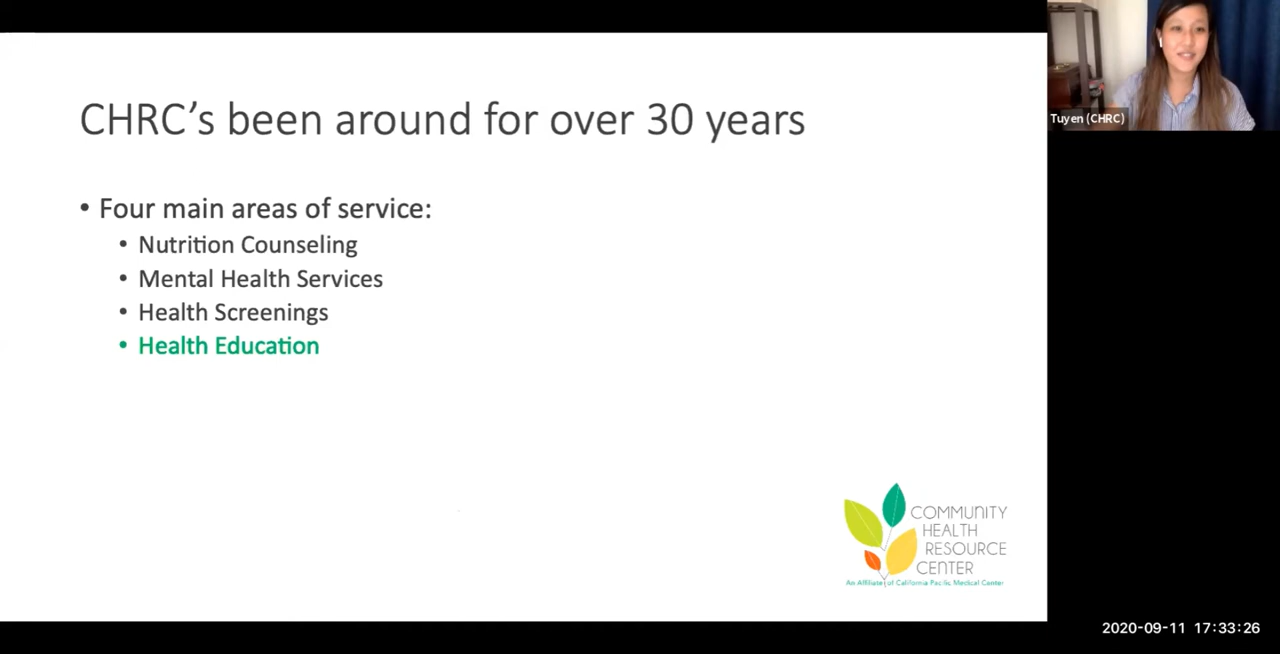 CHRC’s been around for over 30 years
• Four main areas of service:
• Nutrition Counseling
• Mental Health Services
• Health Screenings
• Health Education
COMMUNITY
HEALTH
RESOURCE
CENTER
An Affiliate of California Pacific Medical Center
Tuyen (CHRC)
2020-09-11 17:33:26